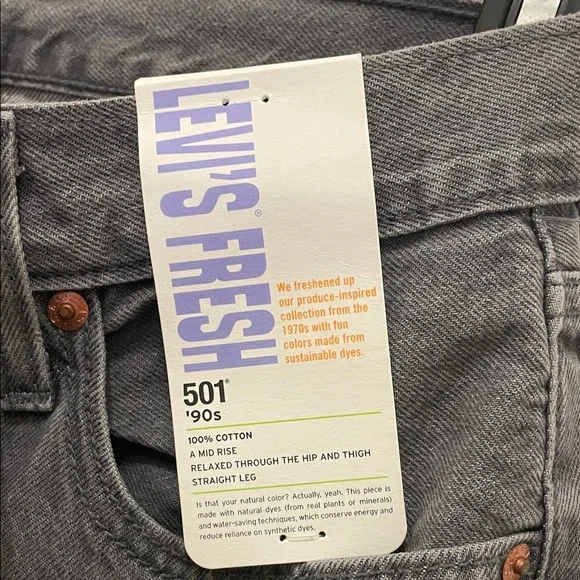 LEVI'S FRESH®
We freshened up
our produce-inspired
collection from the
1970s with fun
colors made from
sustainable dyes.
501®
'90s
100% COTTON
A MID RISE
RELAXED THROUGH THE HIP AND THIGH
STRAIGHT LEG
Is that your natural color? Actually, yeah. This piece is
made with natural dyes (from real plants or minerals)
and water-saving techniques, which conserve energy and
reduce reliance on synthetic dyes.